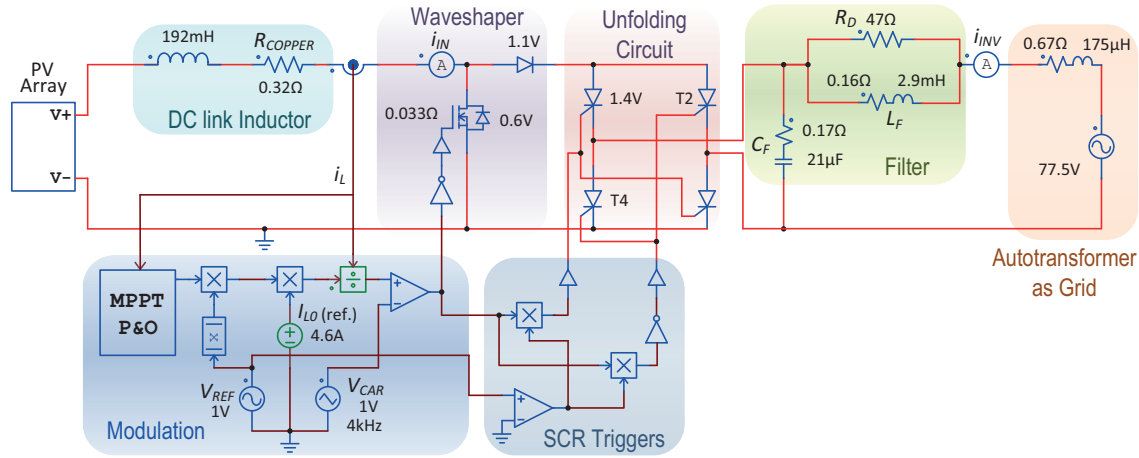 Waveshaper
Unfolding
Circuit
Filter
192mH
R_COPPER
0.32Ω
DC link Inductor
PV
Array
V+
V−
i_IN
A
1.1V
0.033Ω
0.6V
1.4V
T2
T4
R_D
47Ω
0.16Ω
2.9mH
L_F
0.17Ω
C_F
21µF
i_INV
A
0.67Ω
175µH
77.5V
Autotransformer
as Grid
i_L
MPPT
P&O
|x|
I_L0 (ref.)
4.6A
V_REF
1V
V_CAR
1V
4kHz
Modulation
SCR Triggers